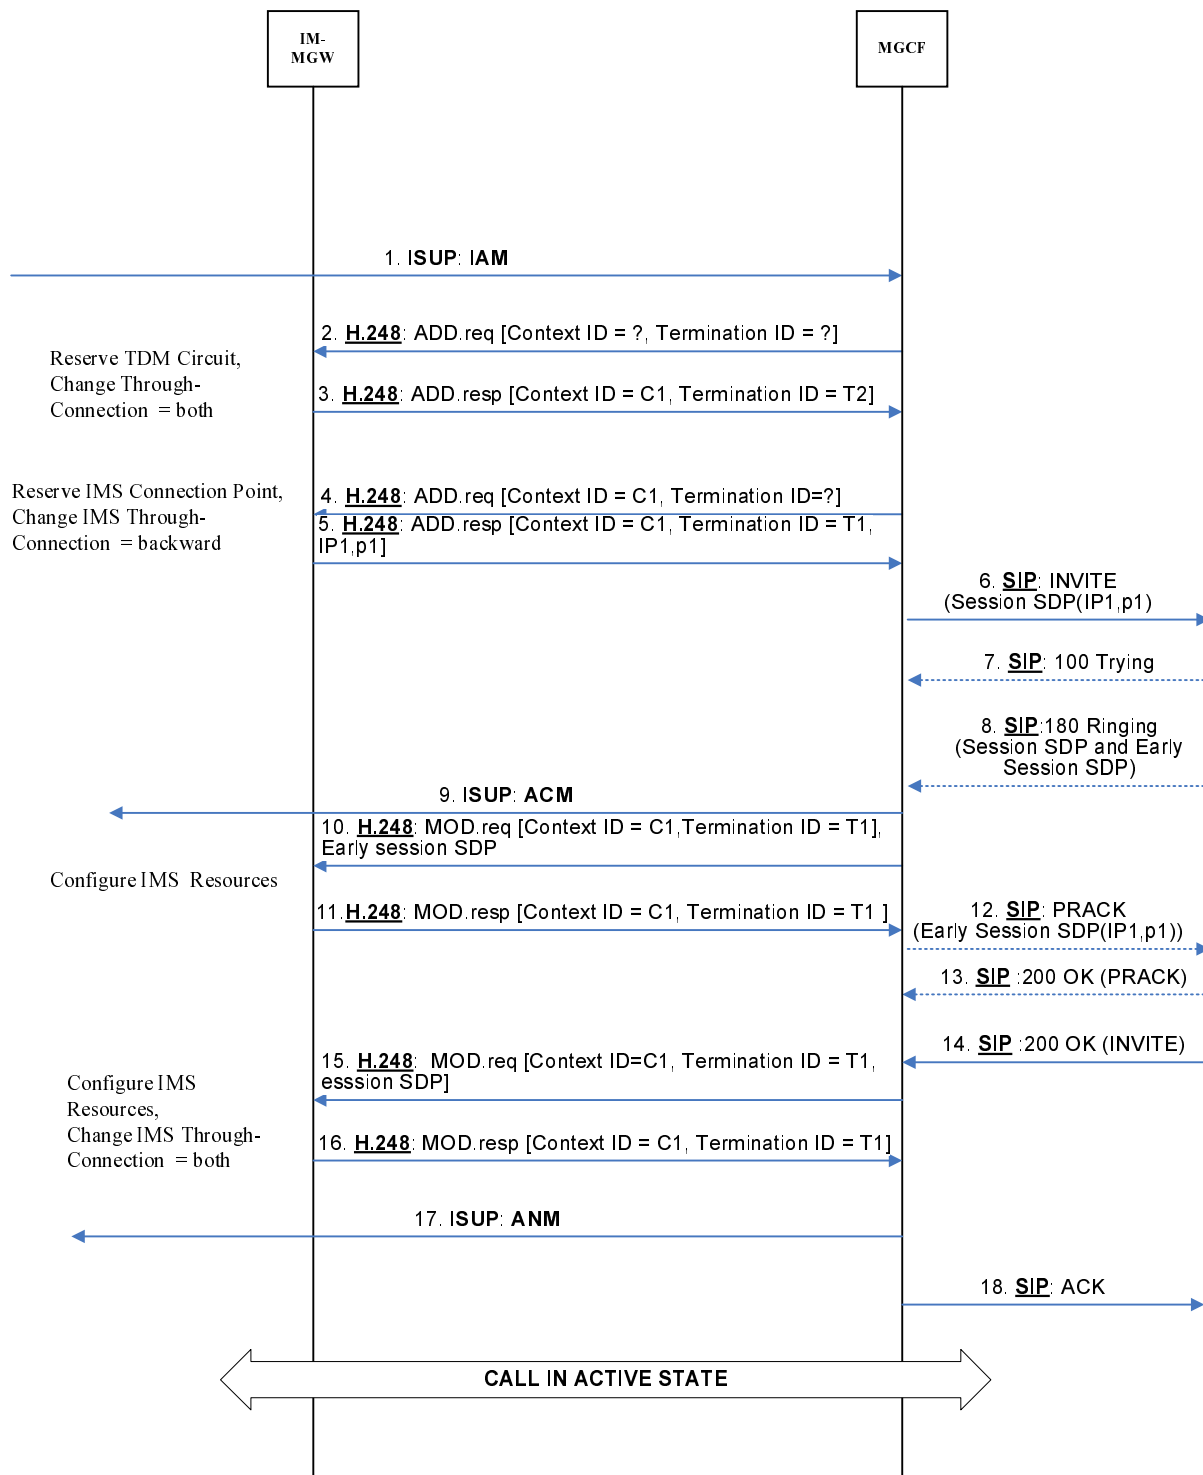 IM-
MGW
MGCF
1. ISUP: IAM
2. H.248: ADD.req [Context ID = ?, Termination ID = ?]
Reserve TDM Circuit,
Change Through-
Connection = both
3. H.248: ADD.resp [Context ID = C1, Termination ID = T2]
Reserve IMS Connection Point,
Change IMS Through-
Connection = backward
4. H.248: ADD.req [Context ID = C1, Termination ID=?]
5. H.248: ADD.resp [Context ID = C1, Termination ID = T1,
IP1,p1]
6. SIP: INVITE
(Session SDP(IP1,p1)
7. SIP: 100 Trying
8. SIP:180 Ringing
(Session SDP and Early
Session SDP)
9. ISUP: ACM
10. H.248: MOD.req [Context ID = C1,Termination ID = T1],
Early session SDP
Configure IMS Resources
11.H.248: MOD.resp [Context ID = C1, Termination ID = T1 ]
12. SIP: PRACK
(Early Session SDP(IP1,p1))
13. SIP :200 OK (PRACK)
14. SIP :200 OK (INVITE)
15. H.248: MOD.req [Context ID=C1, Termination ID = T1,
esssion SDP]
Configure IMS
Resources,
Change IMS Through-
Connection = both
16. H.248: MOD.resp [Context ID = C1, Termination ID = T1]
17. ISUP: ANM
18. SIP: ACK
CALL IN ACTIVE STATE